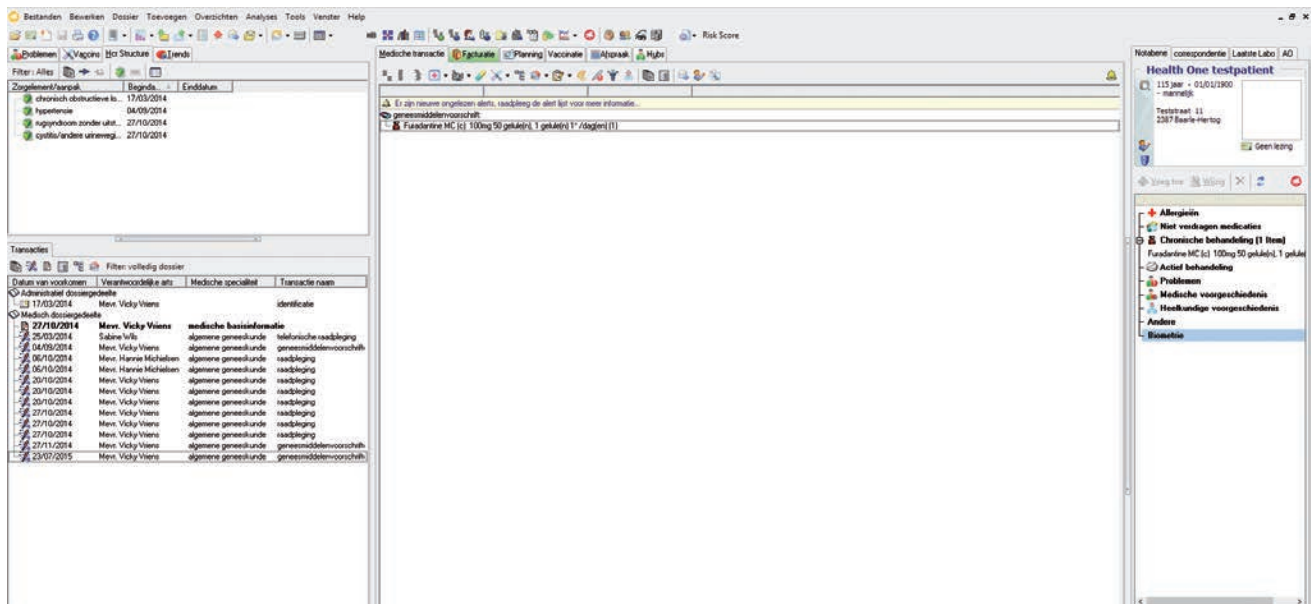 Bestanden Bewerken Dossier Toevoegen Overzichten Analyses Tools Venster Help
Risk Score
Problemen Vaccins Hcr Structure Trends
Filter: Alles
Zorgelement/aanpak Beginda... Einddatum
chronisch obstructieve lo... 17/03/2014
hypertensie 04/09/2014
rugsyndroom zonder uitst... 27/10/2014
cystitis/andere urinewegi... 27/10/2014
Transacties
Filter: volledig dossier
Datum van voorkomen Verantwoordelijke arts Medische specialiteit Transactie naam
Administratief dossiergedeelte
17/03/2014 Mevr. Vicky Vriens identificatie
Medisch dossiergedeelte
27/10/2014 Mevr. Vicky Vriens medische basisinformatie
25/03/2014 Sabine Wils algemene geneeskunde telefonische raadpleging
04/09/2014 Mevr. Vicky Vriens algemene geneeskunde geneesmiddelenvoorschrift
06/10/2014 Mevr. Hannie Michielsen algemene geneeskunde raadpleging
06/10/2014 Mevr. Hannie Michielsen algemene geneeskunde raadpleging
20/10/2014 Mevr. Vicky Vriens algemene geneeskunde raadpleging
20/10/2014 Mevr. Vicky Vriens algemene geneeskunde raadpleging
20/10/2014 Mevr. Vicky Vriens algemene geneeskunde raadpleging
27/10/2014 Mevr. Vicky Vriens algemene geneeskunde raadpleging
27/10/2014 Mevr. Vicky Vriens algemene geneeskunde raadpleging
27/10/2014 Mevr. Vicky Vriens algemene geneeskunde raadpleging
27/11/2014 Mevr. Vicky Vriens algemene geneeskunde geneesmiddelenvoorschrift
23/07/2015 Mevr. Vicky Vriens algemene geneeskunde geneesmiddelenvoorschrift
Medische transactie Facturatie Planning Vaccinatie Afspraak Hubs
Er zijn nieuwe ongelezen alerts, raadpleeg de alert lijst voor meer informatie...
geneesmiddelenvoorschrift:
Furadantine MC (c) 100mg 50 gelule(n), 1 gelule(n) 1* /dag(en) (1)
Notabene correspondentie Laatste Labo AO
Health One testpatient
115 jaar - 01/01/1900
- mannelijk
Teststraat 11
2387 Baarle-Hertog
Geen lezing
Voeg toe Wijzig
Allergieën
Niet verdragen medicaties
Chronische behandeling (1 Item)
Furadantine MC (c) 100mg 50 gelule(n), 1 gelule(
Actief behandeling
Problemen
Medische voorgeschiedenis
Heelkundige voorgeschiedenis
Andere
Biometrie